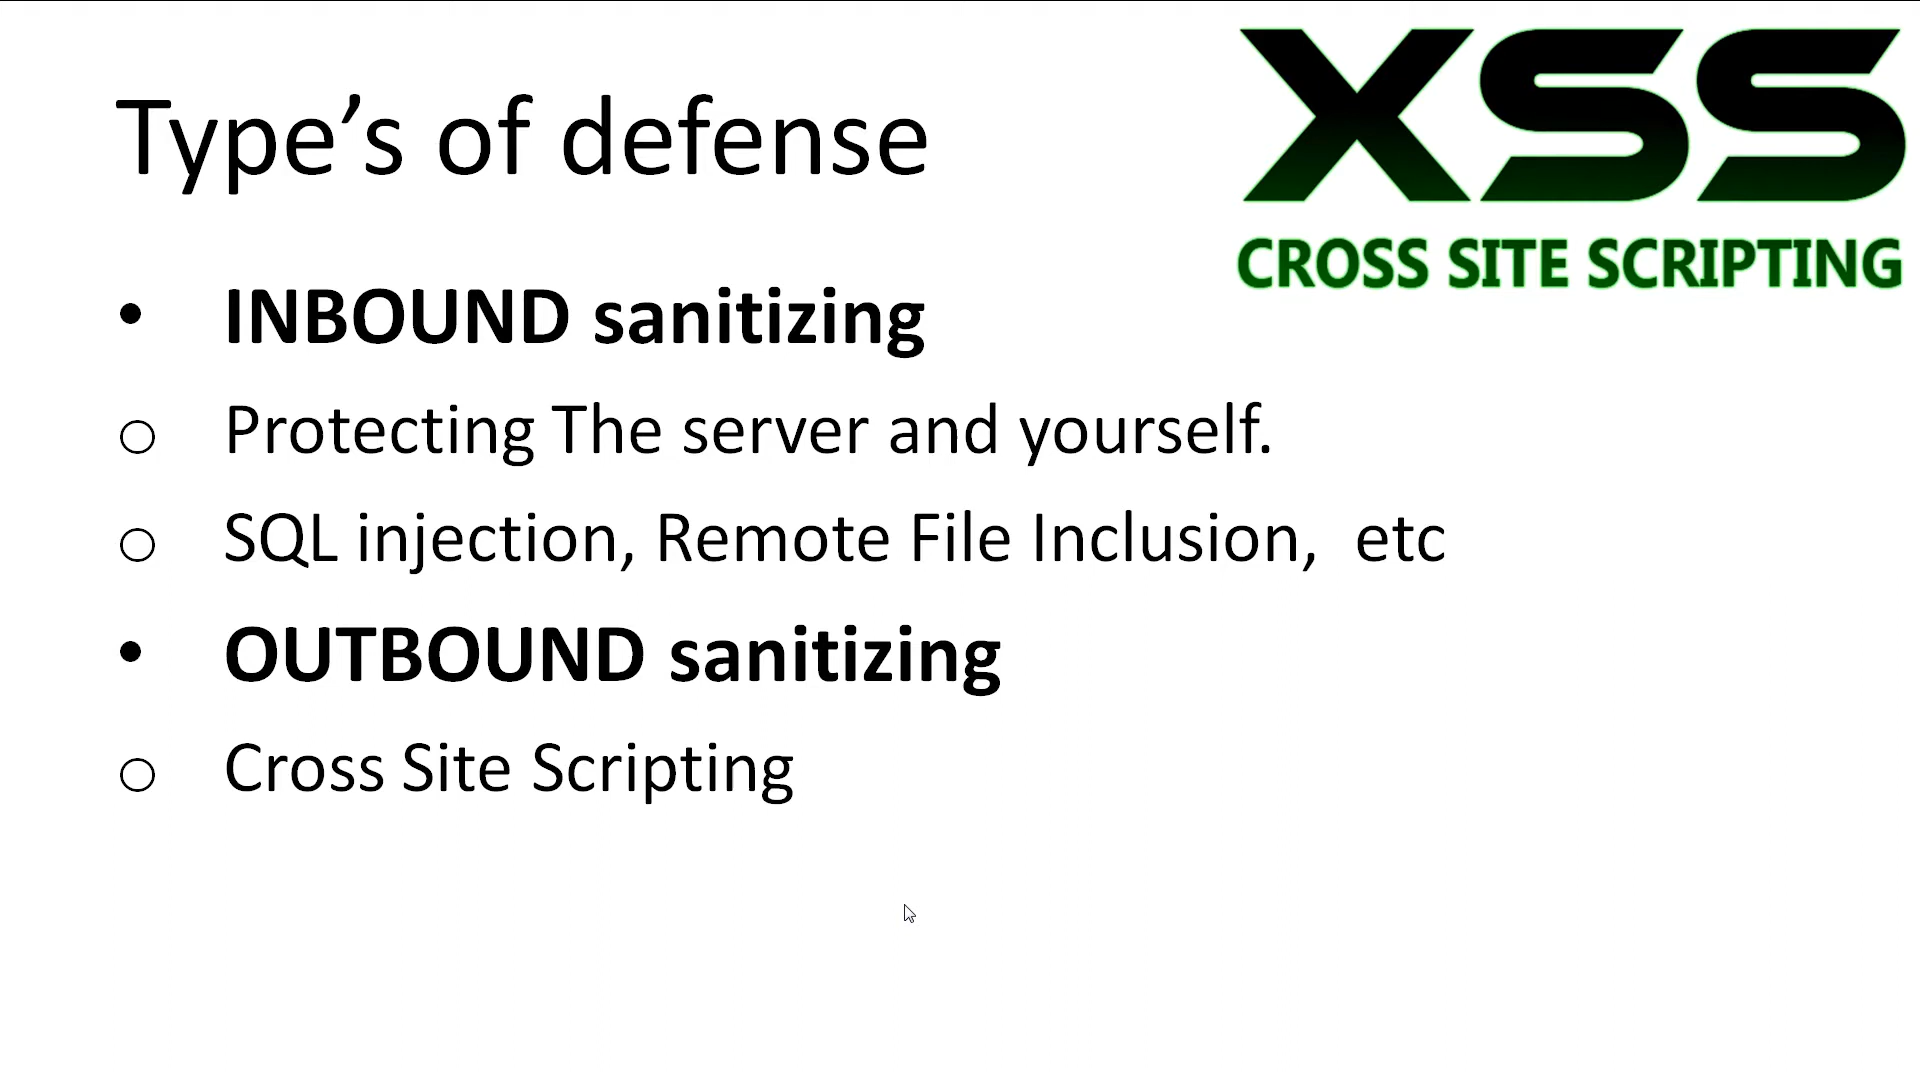 XSS
CROSS SITE SCRIPTING
Type’s of defense
• INBOUND sanitizing
o Protecting The server and yourself.
o SQL injection, Remote File Inclusion,  etc
• OUTBOUND sanitizing
o Cross Site Scripting